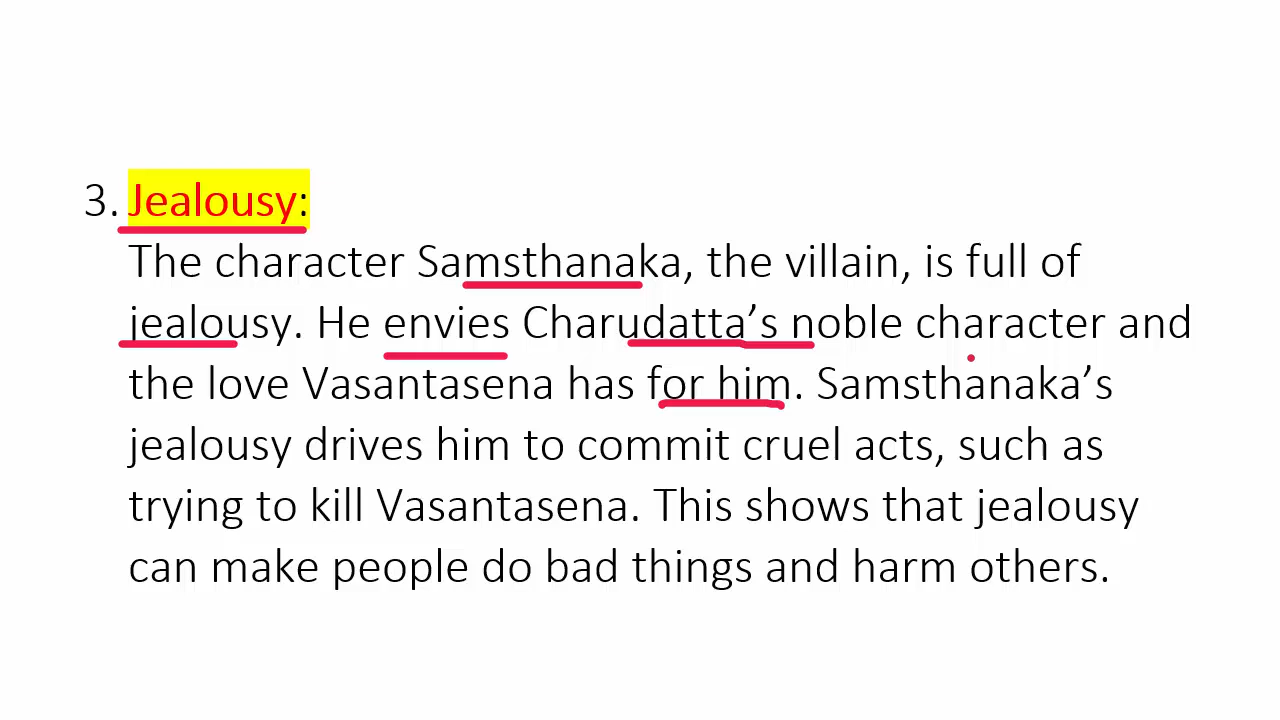 3. Jealousy:
The character Samsthanaka, the villain, is full of
jealousy. He envies Charudatta’s noble character and
the love Vasantasena has for him. Samsthanaka’s
jealousy drives him to commit cruel acts, such as
trying to kill Vasantasena. This shows that jealousy
can make people do bad things and harm others.